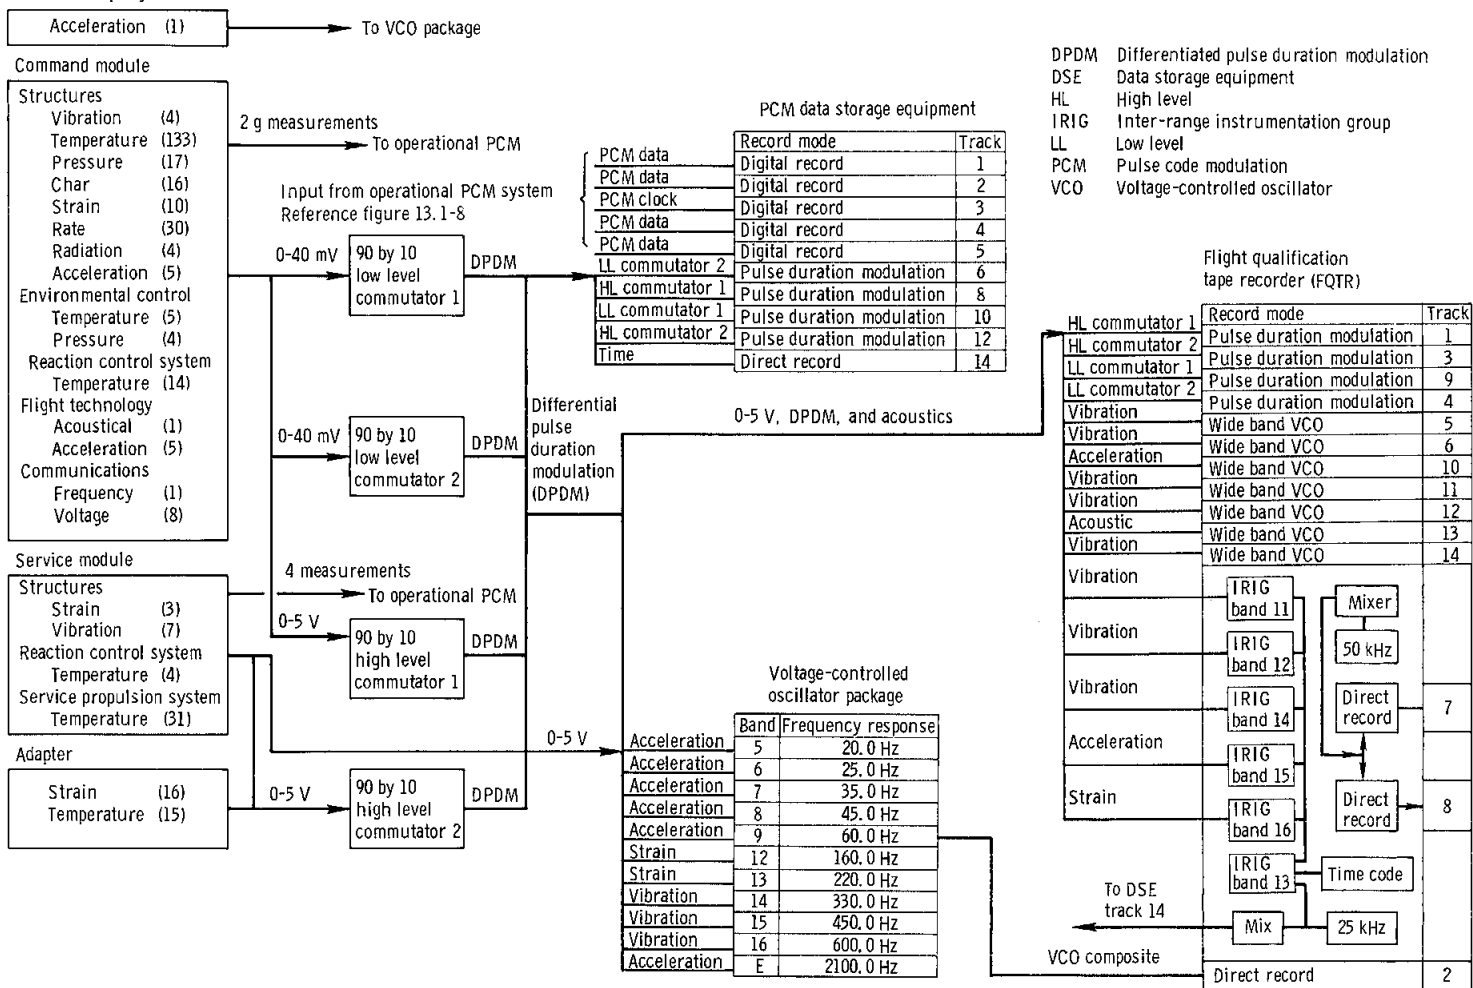 Acceleration (1)
To VCO package
Command module
Structures
Vibration (4)
Temperature (133)
Pressure (17)
Char (16)
Strain (10)
Rate (30)
Radiation (4)
Acceleration (5)
Environmental control
Temperature (5)
Pressure (4)
Reaction control system
Temperature (14)
Flight technology
Acoustical (1)
Acceleration (5)
Communications
Frequency (1)
Voltage (8)
Service module
Structures
Strain (3)
Vibration (7)
Reaction control system
Temperature (4)
Service propulsion system
Temperature (31)
Adapter
Strain (16)
Temperature (15)
2 g measurements
To operational PCM
Input from operational PCM system
Reference figure 13.1-8
0-40 mV
90 by 10
low level
commutator 1
DPDM
0-40 mV
90 by 10
low level
commutator 2
DPDM
4 measurements
To operational PCM
0-5 V
90 by 10
high level
commutator 1
DPDM
0-5 V
90 by 10
high level
commutator 2
DPDM
Differential
pulse
duration
modulation
(DPDM)
0-5 V
PCM data storage equipment
Record mode Track
PCM data Digital record 1
PCM data Digital record 2
PCM clock Digital record 3
PCM data Digital record 4
PCM data Digital record 5
LL commutator 2 Pulse duration modulation 6
HL commutator 1 Pulse duration modulation 8
LL commutator 1 Pulse duration modulation 10
HL commutator 2 Pulse duration modulation 12
Time Direct record 14
0-5 V, DPDM, and acoustics
Voltage-controlled
oscillator package
Band Frequency response
Acceleration 5 20.0 Hz
Acceleration 6 25.0 Hz
Acceleration 7 35.0 Hz
Acceleration 8 45.0 Hz
Acceleration 9 60.0 Hz
Strain 12 160.0 Hz
Strain 13 220.0 Hz
Vibration 14 330.0 Hz
Vibration 15 450.0 Hz
Vibration 16 600.0 Hz
Acceleration E 2100.0 Hz
DPDM Differentiated pulse duration modulation
DSE Data storage equipment
HL High level
IRIG Inter-range instrumentation group
LL Low level
PCM Pulse code modulation
VCO Voltage-controlled oscillator
Flight qualification
tape recorder (FQTR)
Record mode Track
HL commutator 1 Pulse duration modulation 1
HL commutator 2 Pulse duration modulation 3
LL commutator 1 Pulse duration modulation 9
LL commutator 2 Pulse duration modulation 4
Vibration Wide band VCO 5
Vibration Wide band VCO 6
Acceleration Wide band VCO 10
Vibration Wide band VCO 11
Vibration Wide band VCO 12
Acoustic Wide band VCO 13
Vibration Wide band VCO 14
Vibration
IRIG
band 11
Mixer
Vibration
IRIG
band 12
50 kHz
Vibration
IRIG
band 14
Direct
record
7
Acceleration
IRIG
band 15
Strain
IRIG
band 16
Direct
record
8
IRIG
band 13
Time code
To DSE
track 14
Mix
25 kHz
VCO composite
Direct record 2